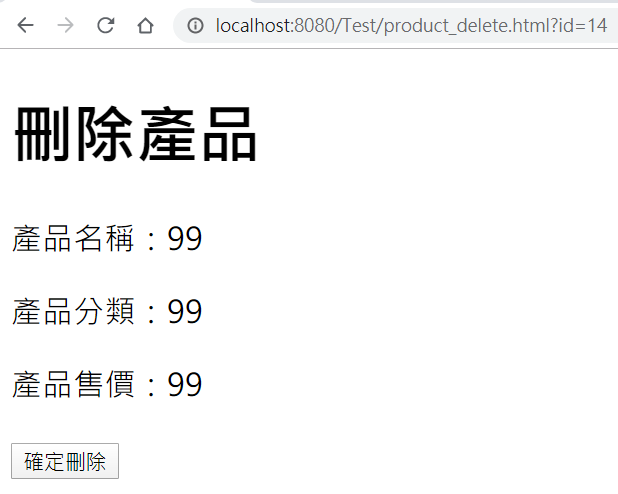 localhost:8080/Test/product_delete.html?id=14
刪除產品
產品名稱：99
產品分類：99
產品售價：99
確定刪除